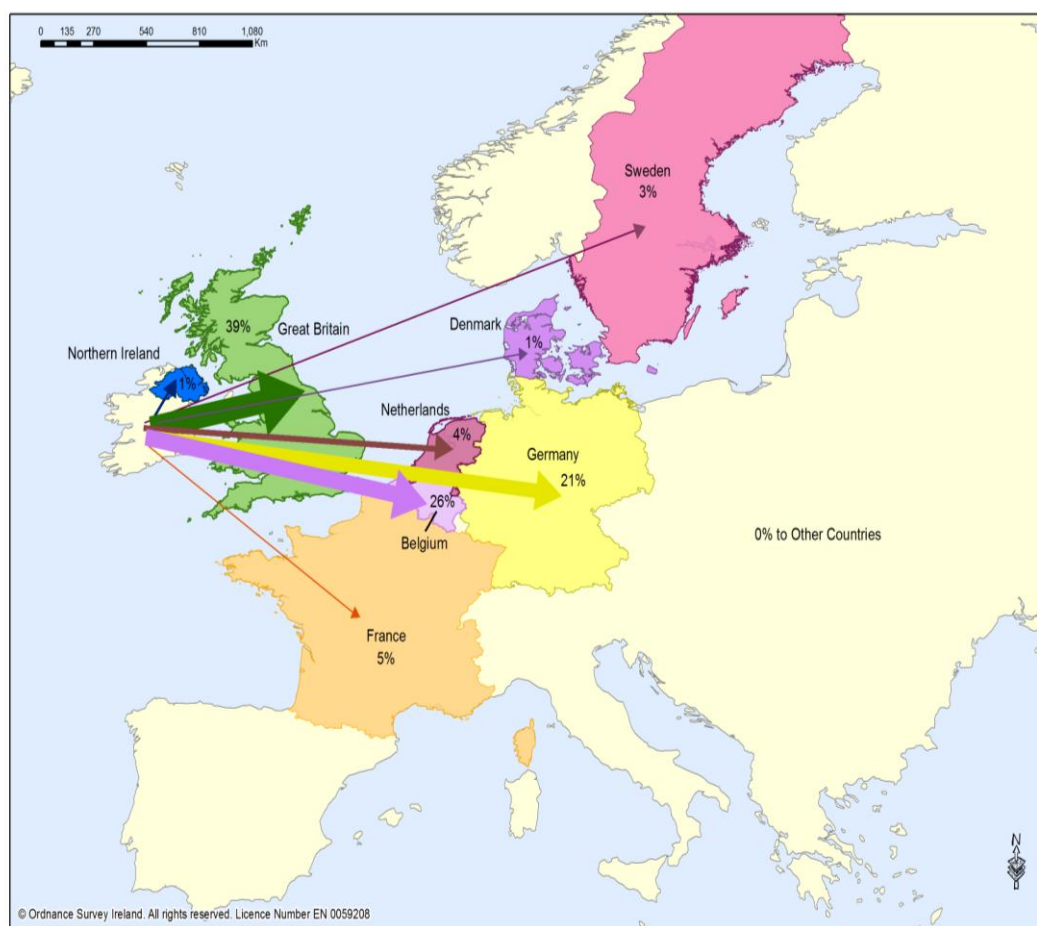 0 135 270 540 810 1,080
Km
Sweden
3%
39%
Great Britain
Denmark
1%
Northern Ireland
1%
Netherlands
4%
Germany
21%
26%
Belgium
0% to Other Countries
France
5%
N
© Ordnance Survey Ireland. All rights reserved. Licence Number EN 0059208